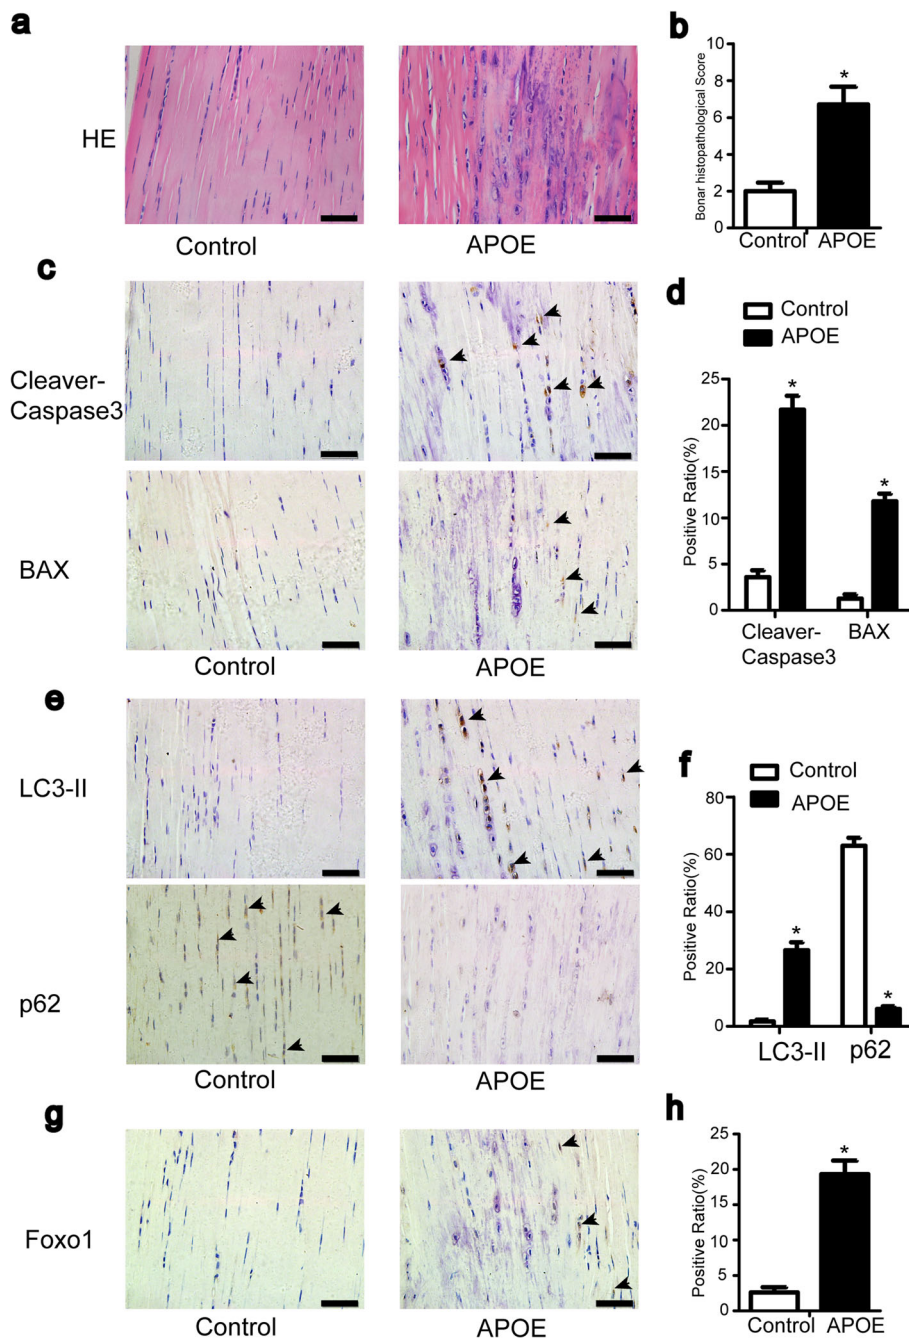 a
HE
Control
APOE
b
Bonar histopathological Score
10
8
6
4
2
0
*
Control
APOE
c
Cleaver-
Caspase3
BAX
Control
APOE
d
Control
APOE
Positive Ratio(%)
25
20
15
10
5
0
*
*
Cleaver-
Caspase3
BAX
e
LC3-II
p62
Control
APOE
f
Control
APOE
Positive Ratio(%)
80
60
40
20
0
*
*
LC3-II
p62
g
Foxo1
Control
APOE
h
Positive Ratio(%)
25
20
15
10
5
0
*
Control
APOE